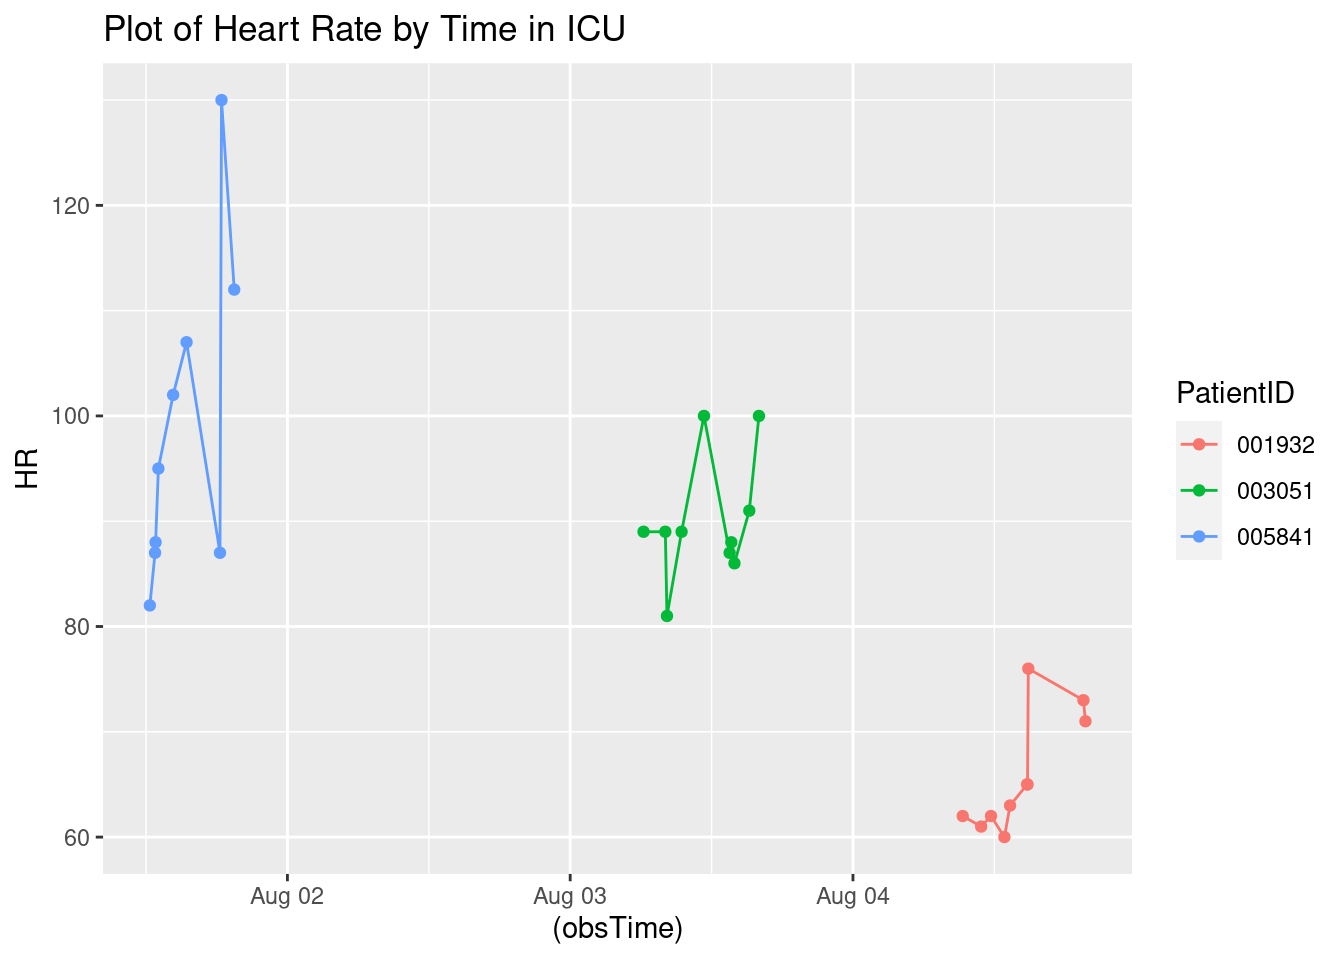 Plot of Heart Rate by Time in ICU
120
100
80
60
HR
Aug 02
Aug 03
Aug 04
(obsTime)
PatientID
001932
003051
005841